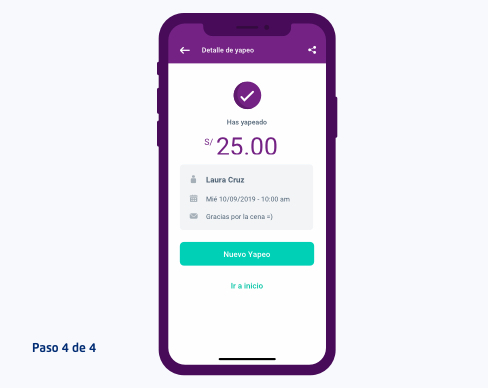 Detalle de yapeo
Has yapeado
S/ 25.00
Laura Cruz
Mié 10/09/2019 - 10:00 am
Gracias por la cena =)
Nuevo Yapeo
Ir a inicio
Paso 4 de 4